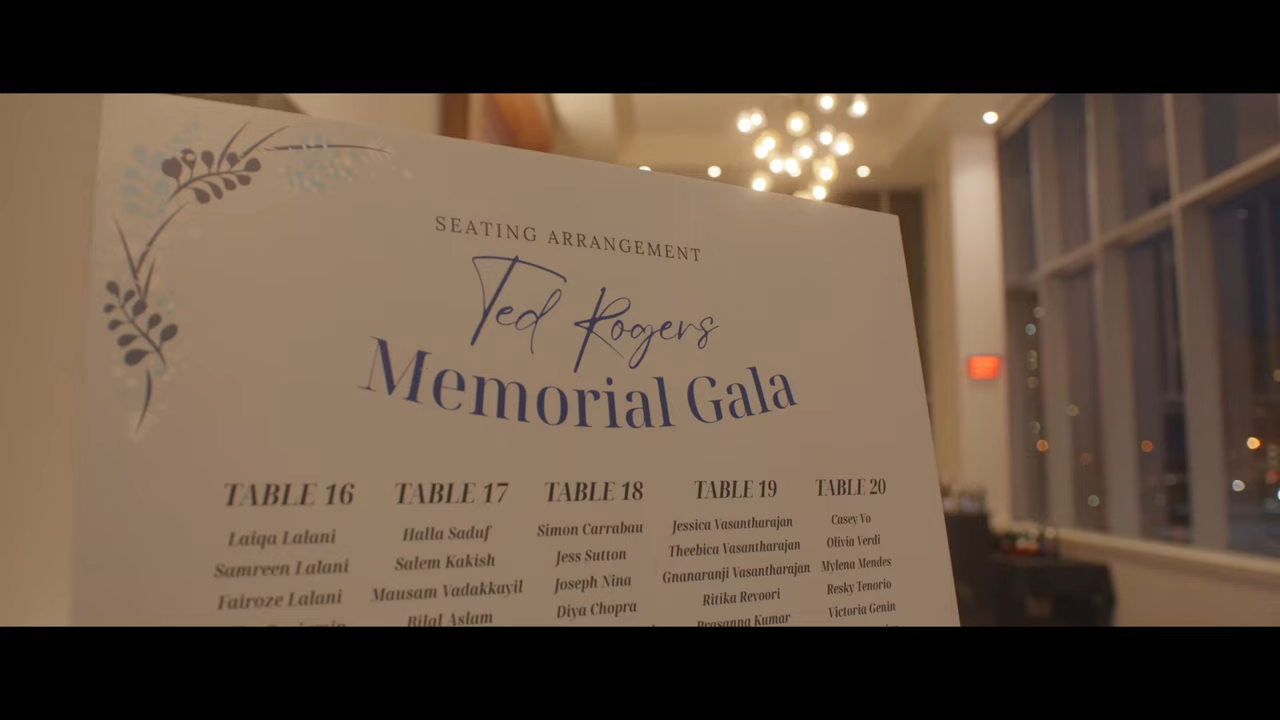 SEATING ARRANGEMENT
Ted Rogers
Memorial Gala
TABLE 16 TABLE 17 TABLE 18 TABLE 19 TABLE 20
Laiqa Lalani Halla Saduf Simon Carrabau Jessica Vasantharajan Casey Vo
Samreen Lalani Salem Kakish Jess Sutton Theebica Vasantharajan Olivia Verdi
Fairoze Lalani Mausam Vadakkayil Joseph Nina Gnanaranji Vasantharajan Mylena Mendes
Bilal Aslam Diya Chopra Ritika Revoori Resky Tenorio
Prasanna Kumar Victoria Genin